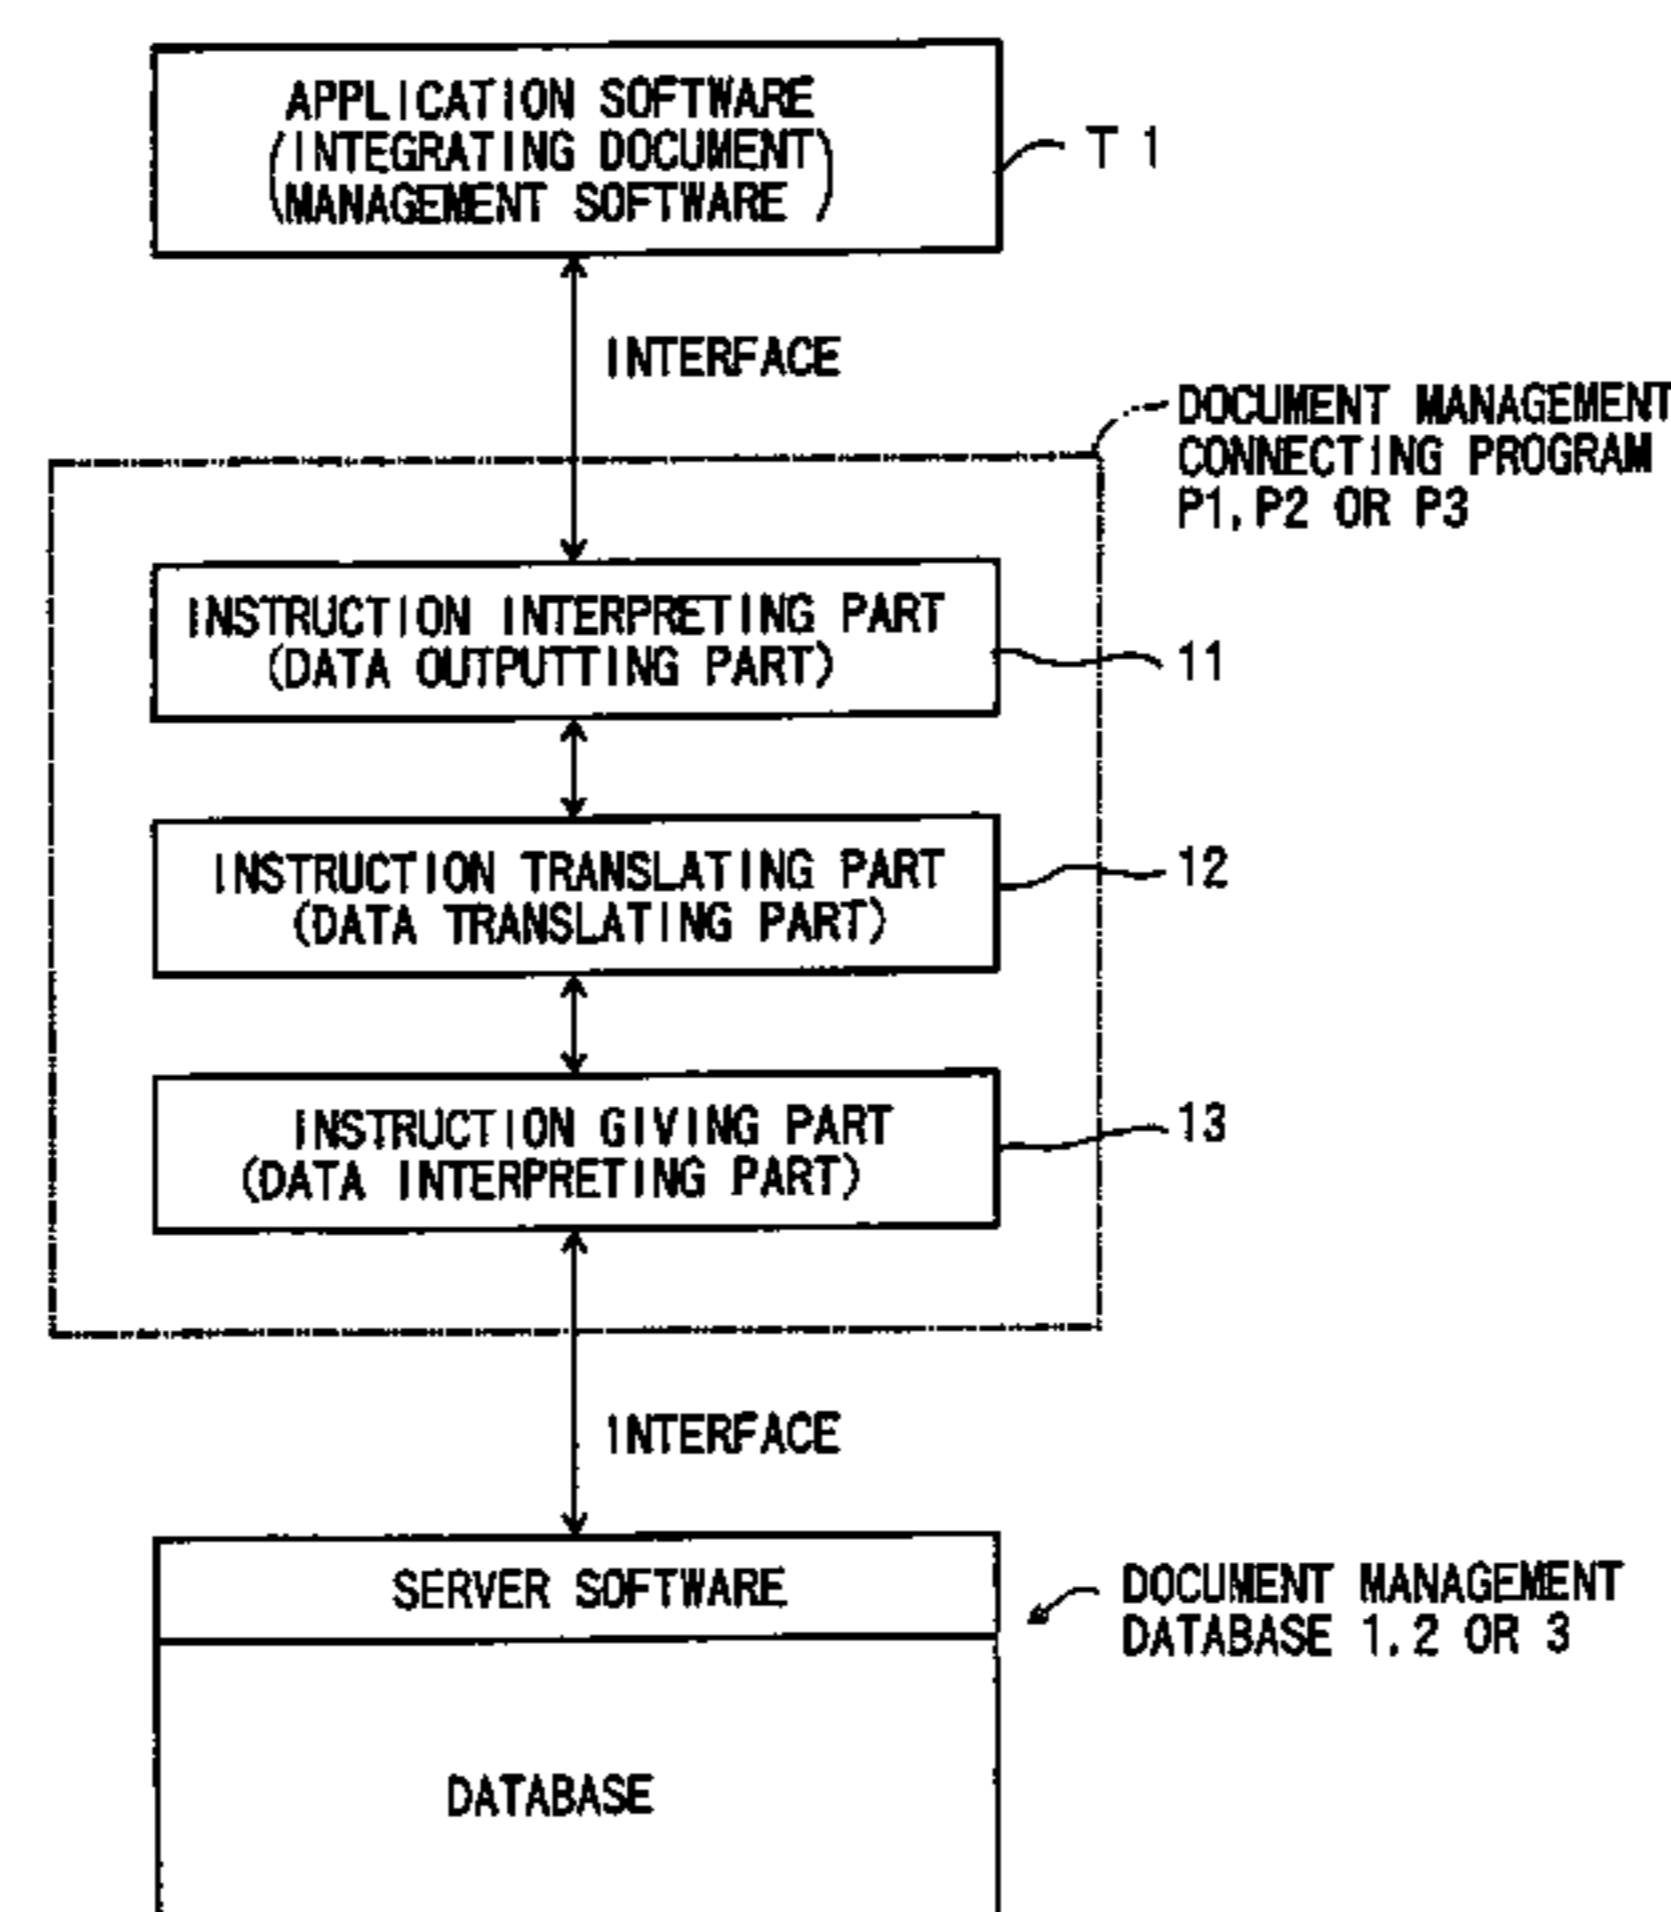 APPLICATION SOFTWARE
(INTEGRATING DOCUMENT
MANAGEMENT SOFTWARE)
T 1
INTERFACE
DOCUMENT MANAGEMENT
CONNECTING PROGRAM
P1,P2 OR P3
INSTRUCTION INTERPRETING PART
(DATA OUTPUTTING PART)
11
INSTRUCTION TRANSLATING PART
(DATA TRANSLATING PART)
12
INSTRUCTION GIVING PART
(DATA INTERPRETING PART)
13
INTERFACE
SERVER SOFTWARE
DOCUMENT MANAGEMENT
DATABASE 1,2 OR 3
DATABASE